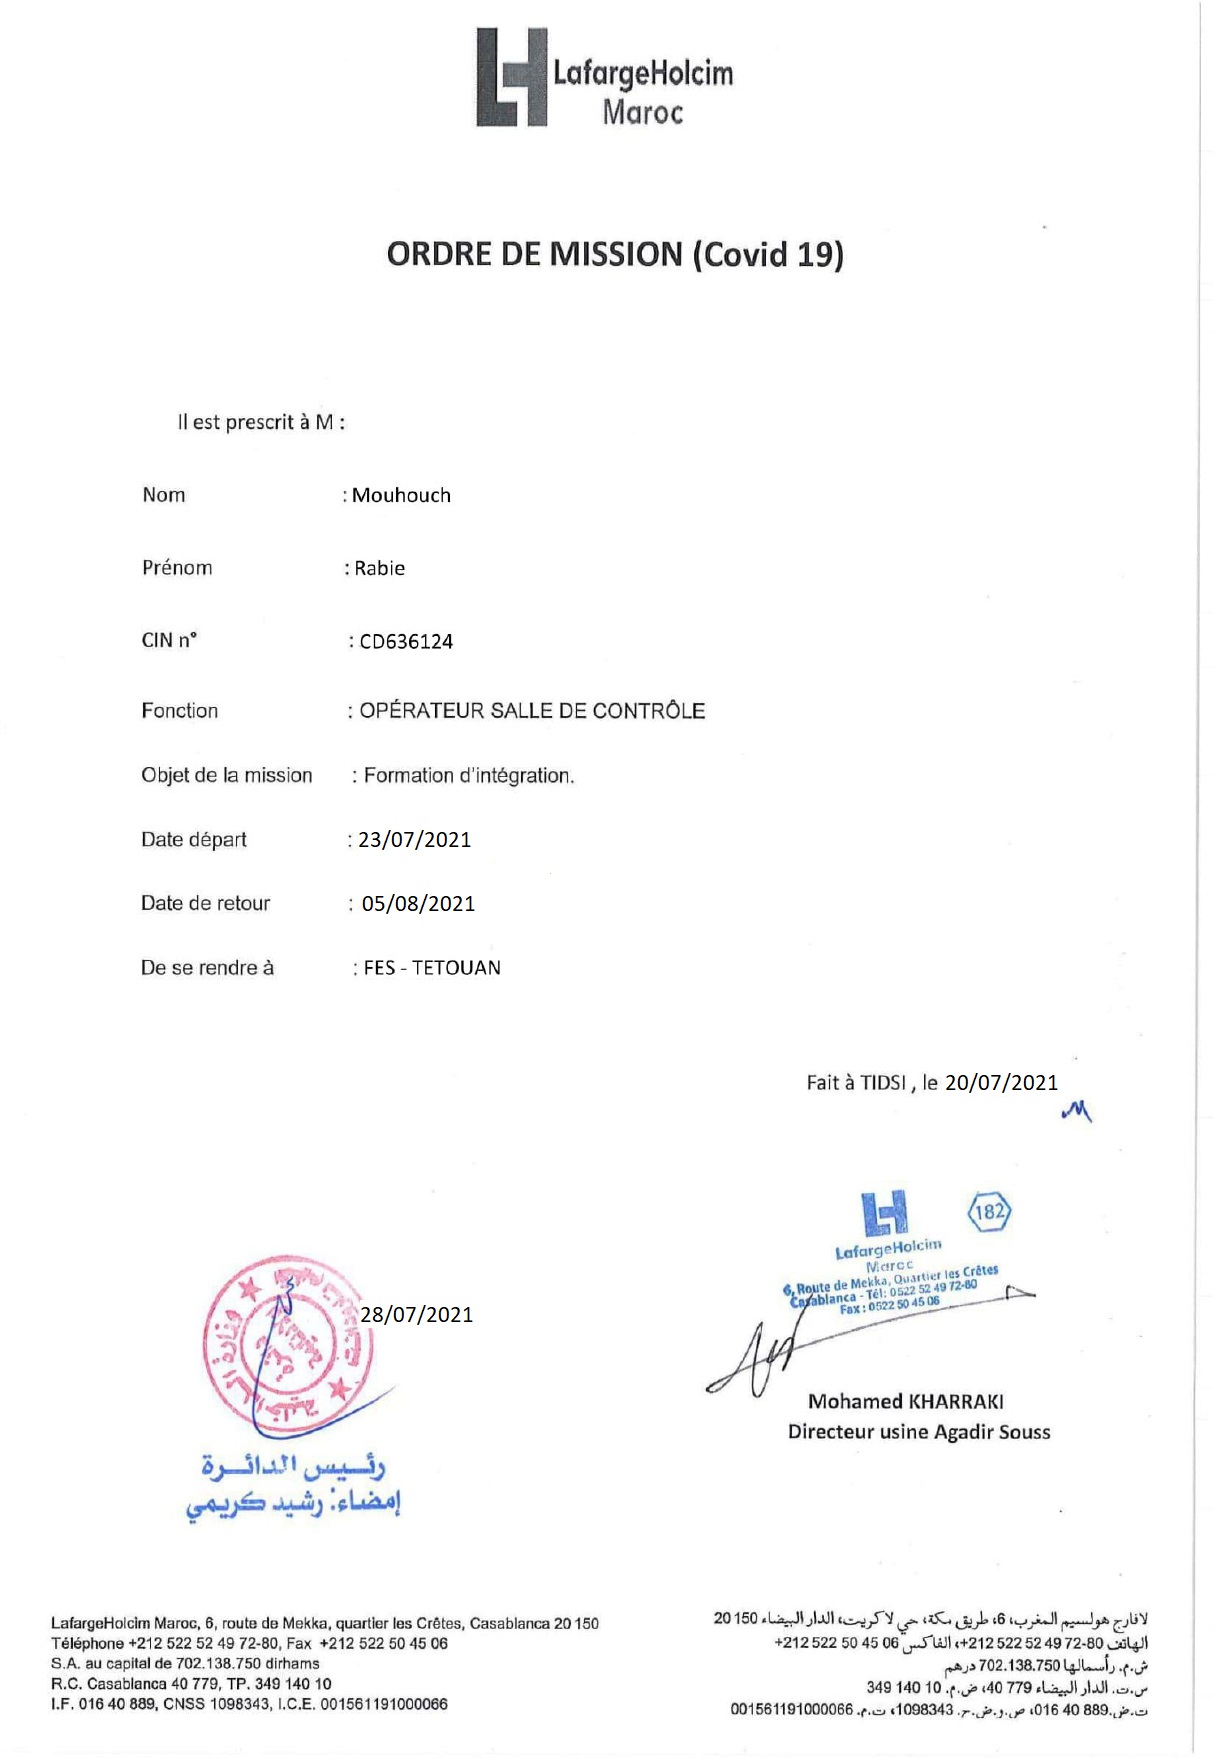 LafargeHolcim
Maroc
ORDRE DE MISSION (Covid 19)
Il est prescrit à M :
Nom : Mouhouch
Prénom : Rabie
CIN n° : CD636124
Fonction : OPÉRATEUR SALLE DE CONTRÔLE
Objet de la mission : Formation d'intégration.
Date départ : 23/07/2021
Date de retour : 05/08/2021
De se rendre à : FES - TETOUAN
Fait à TIDSI , le 20/07/2021
182
LafargeHolcim
Maroc
6, Route de Mekka, Quartier les Crêtes
Casablanca - Tél: 0522 52 49 72-80
Fax : 0522 50 45 06
Mohamed KHARRAKI
Directeur usine Agadir Souss
وزارة الداخلية
28/07/2021
رئيس الدائرة
إمضاء: رشيد كريمي
LafargeHolcim Maroc, 6, route de Mekka, quartier les Crêtes, Casablanca 20 150
Téléphone +212 522 52 49 72-80, Fax +212 522 50 45 06
S.A. au capital de 702.138.750 dirhams
R.C. Casablanca 40 779, TP. 349 140 10
I.F. 016 40 889, CNSS 1098343, I.C.E. 001561191000066
لافارج هولسيم المغرب، 6، طريق مكة، حي لاكريت، الدار البيضاء 150 20
الهاتف 80-72 49 52 522 212+، الفاكس 06 45 50 522 212+
ش.م. رأسمالها 702.138.750 درهم
س.ت. الدار البيضاء 779 40، ض.م. 10 140 349
ت.ض. 889 40 016، ص.و.ض.ج. 1098343، ت.م. 001561191000066